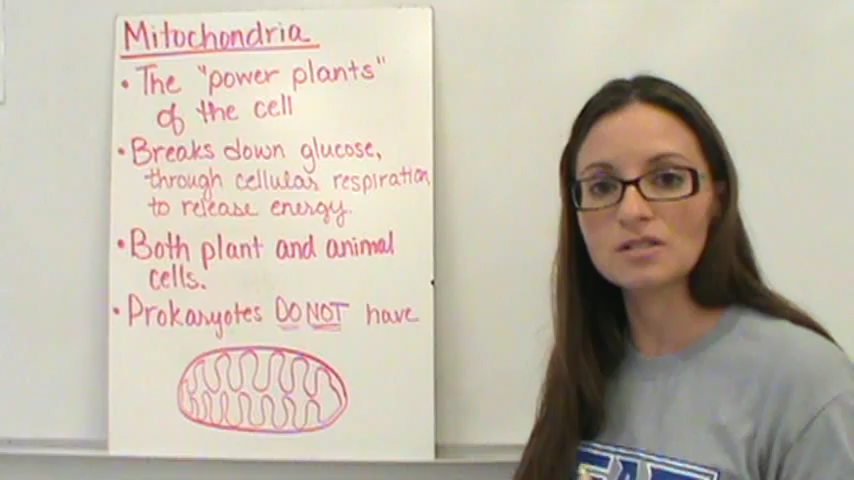 Mitochondria
• The "power plants"
of the cell
• Breaks down glucose,
through cellular respiration,
to release energy.
• Both plant and animal
cells.
• Prokaryotes DO NOT have